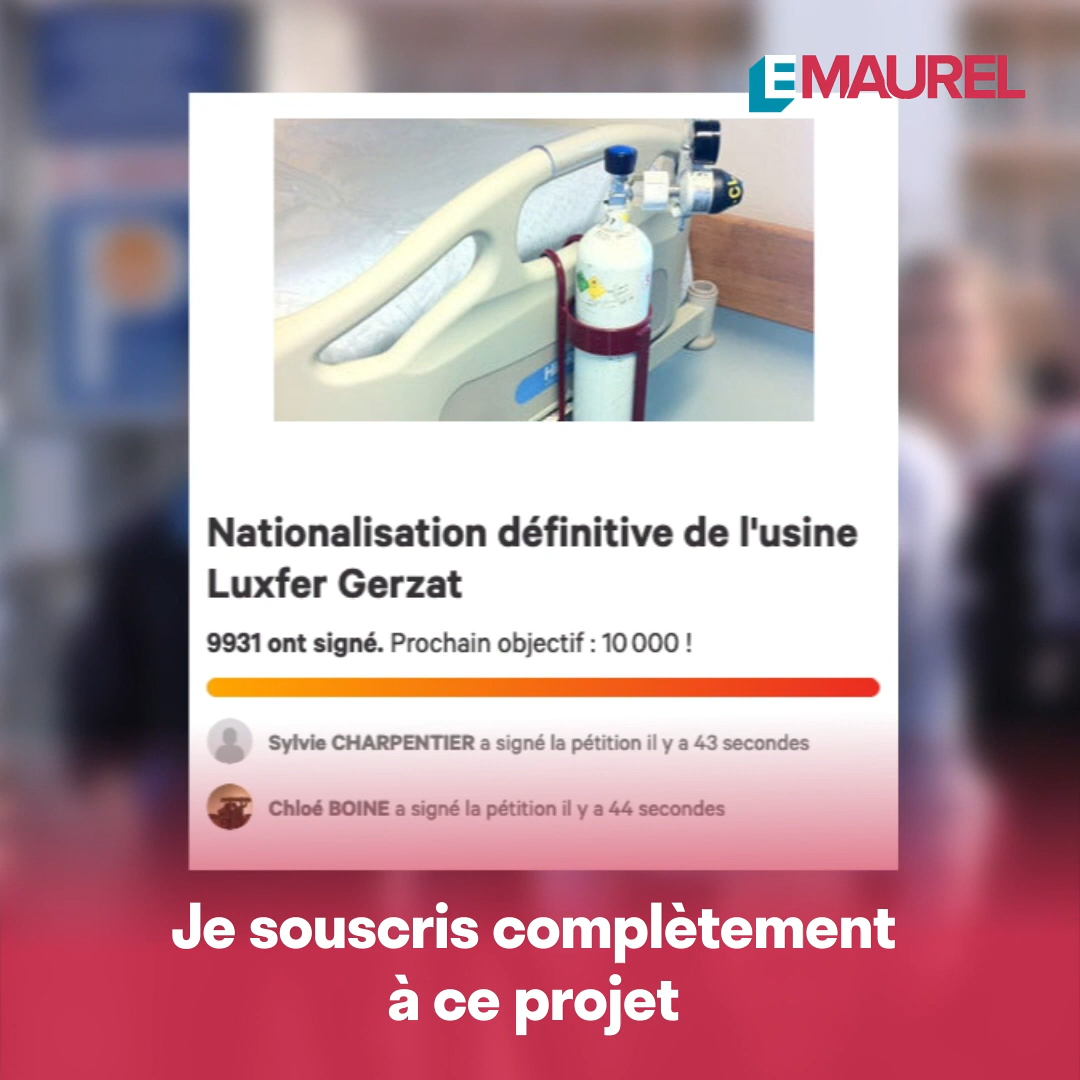 EMAUREL
Nationalisation définitive de l'usine
Luxfer Gerzat
9931 ont signé. Prochain objectif : 10 000 !
Sylvie CHARPENTIER a signé la pétition il y a 43 secondes
Chloé BOINE a signé la pétition il y a 44 secondes
Je souscris complètement
à ce projet